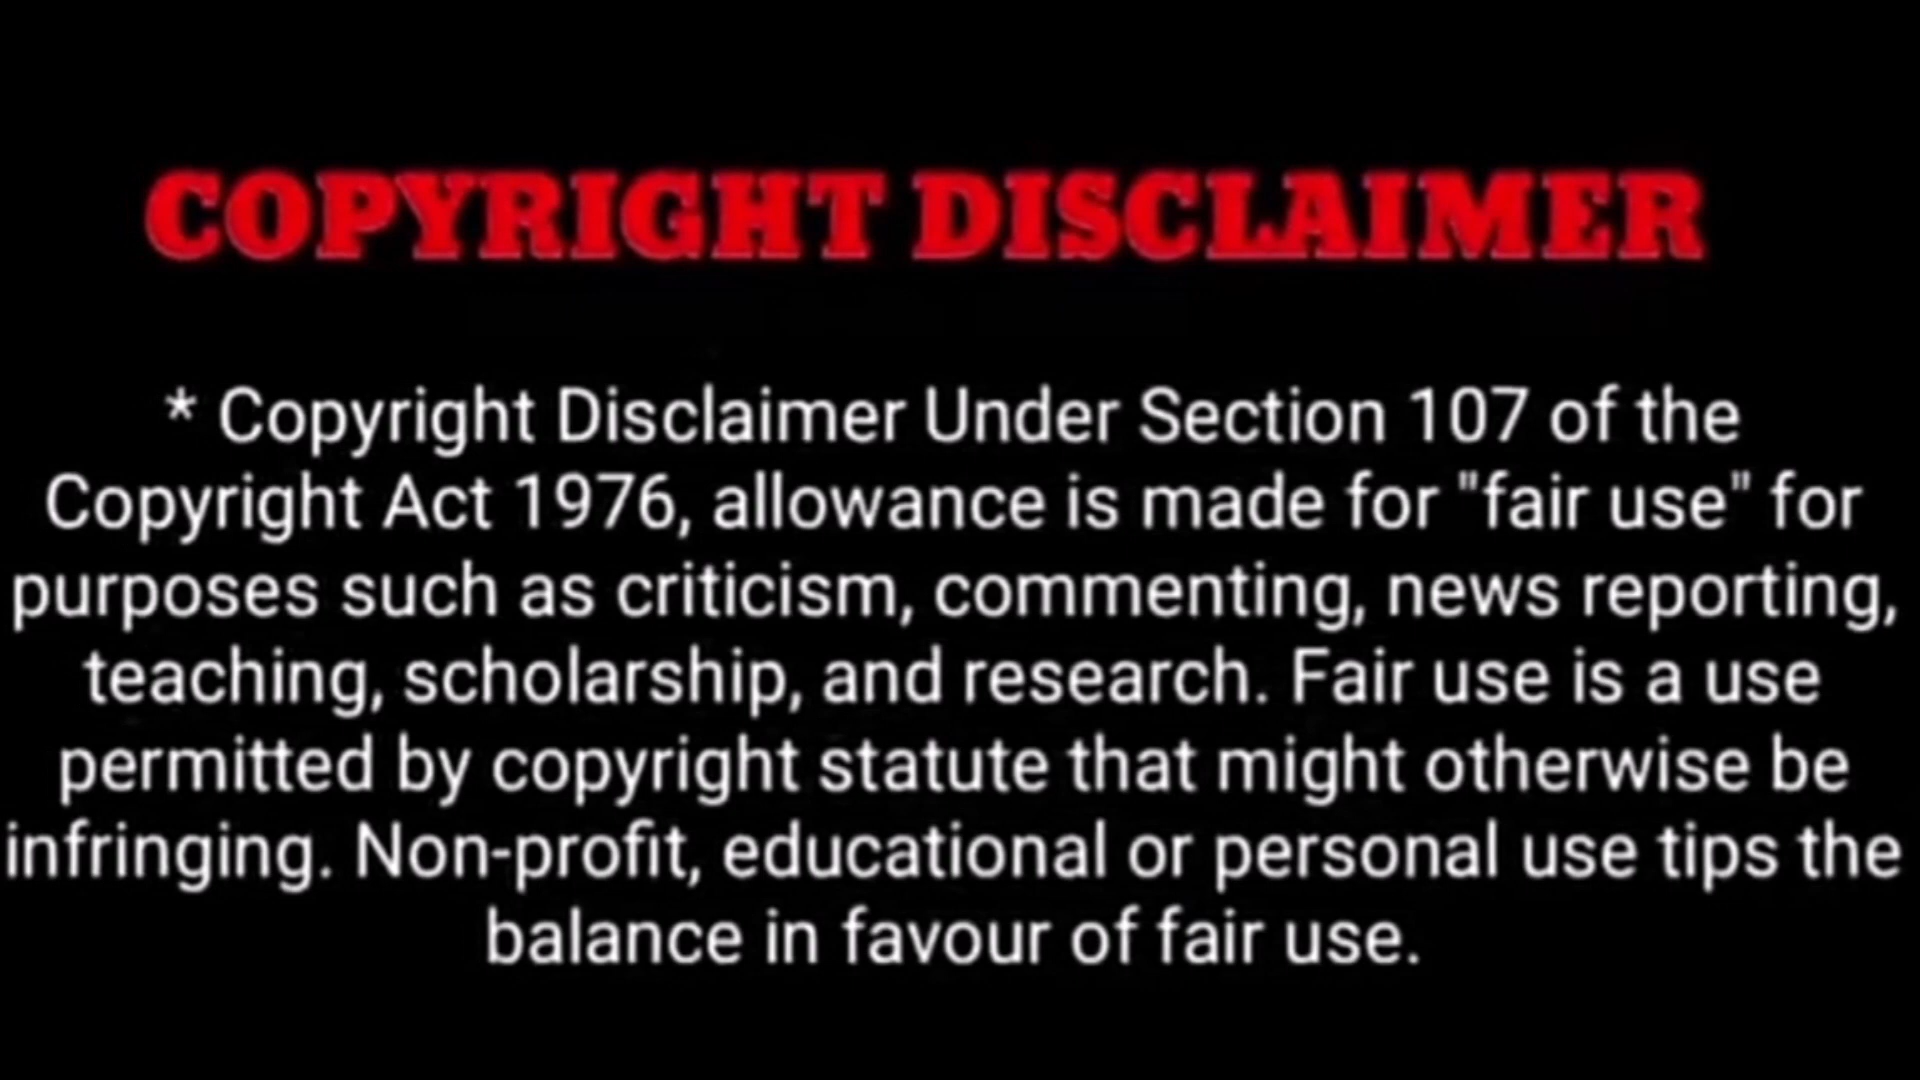 COPYRIGHT DISCLAIMER
* Copyright Disclaimer Under Section 107 of the
Copyright Act 1976, allowance is made for "fair use" for
purposes such as criticism, commenting, news reporting,
teaching, scholarship, and research. Fair use is a use
permitted by copyright statute that might otherwise be
infringing. Non-profit, educational or personal use tips the
balance in favour of fair use.